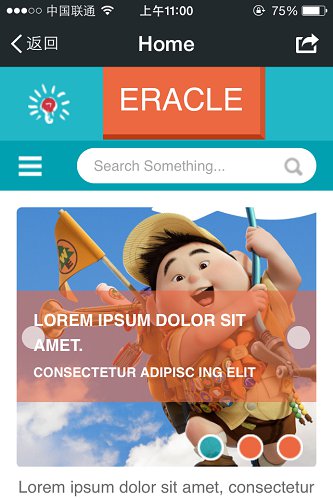 中国联通 上午11:00 75%
返回 Home
ERACLE
Search Something...
LOREM IPSUM DOLOR SIT
AMET.
CONSECTETUR ADIPISC ING ELIT
Lorem ipsum dolor sit amet, consectetur